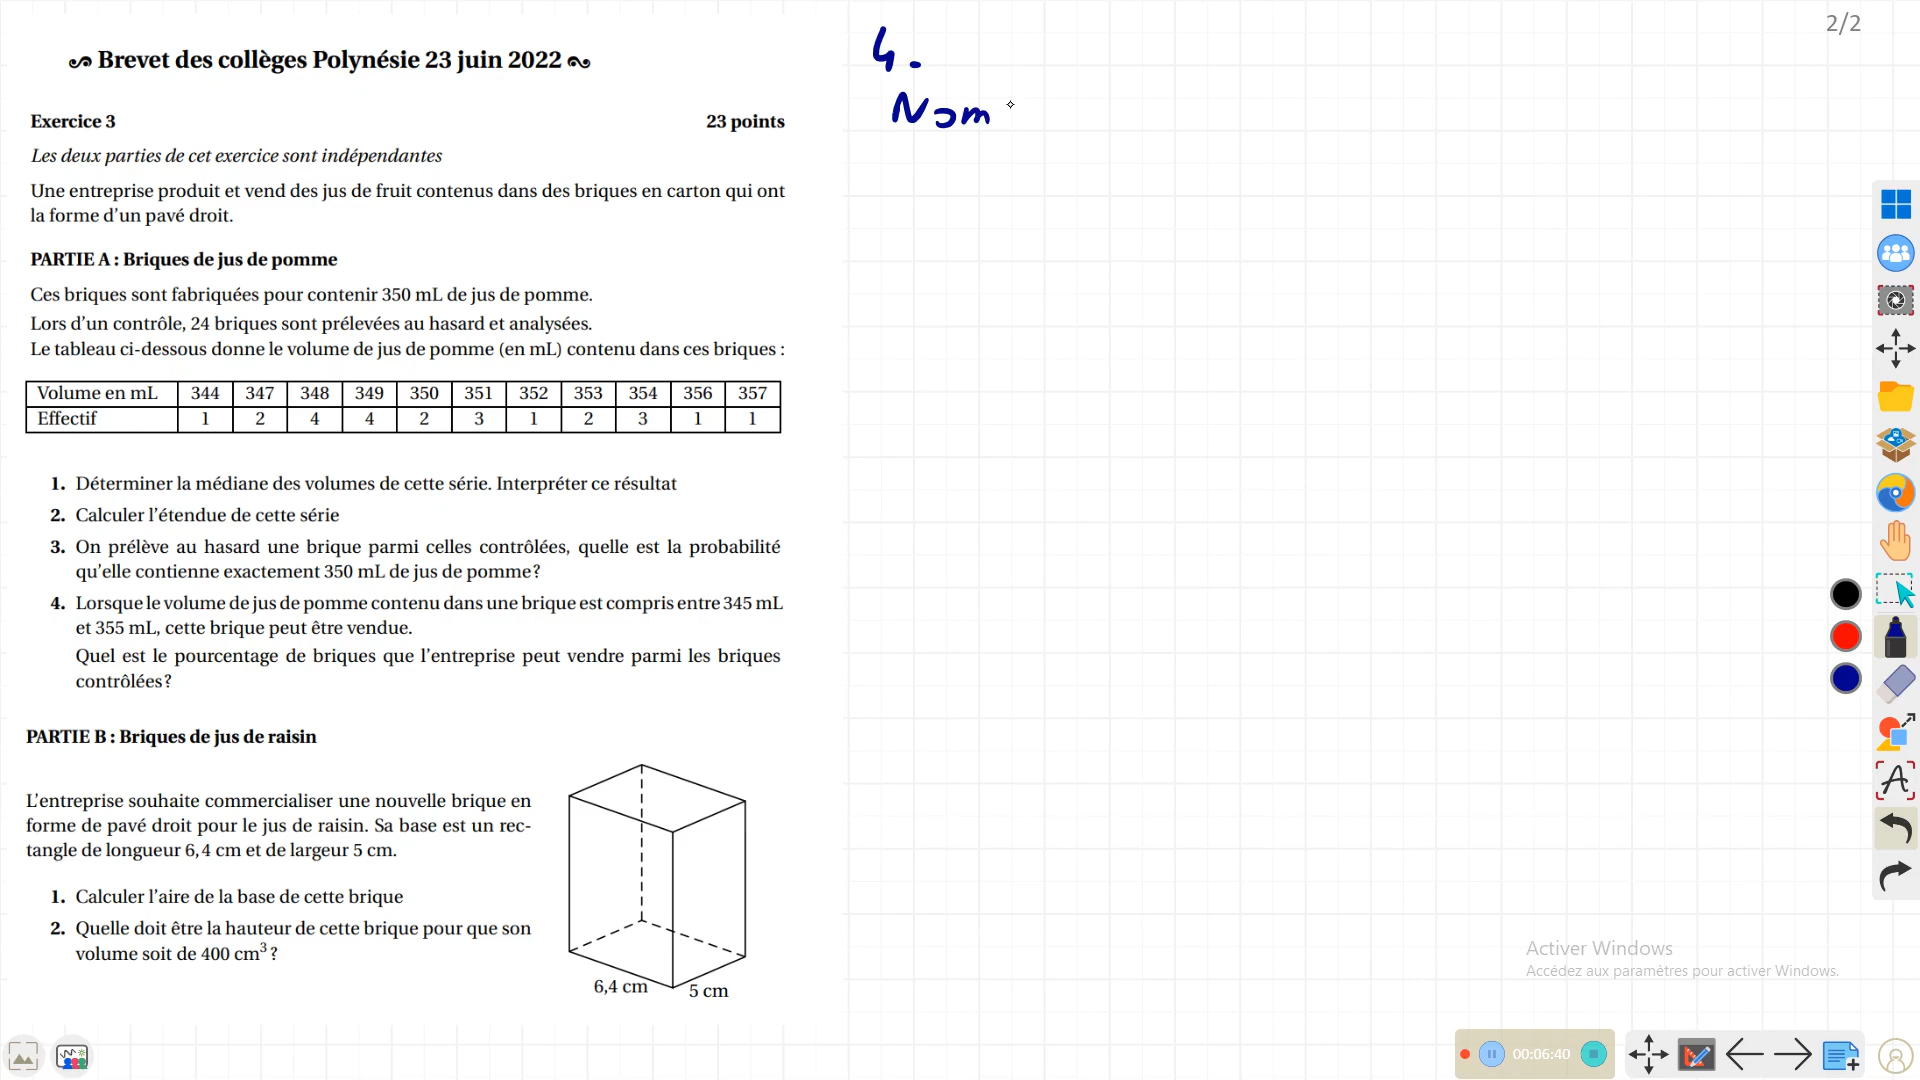 2/2
Brevet des collèges Polynésie 23 juin 2022
4.
Nom
Exercice 3 23 points
Les deux parties de cet exercice sont indépendantes
Une entreprise produit et vend des jus de fruit contenus dans des briques en carton qui ont
la forme d'un pavé droit.
PARTIE A : Briques de jus de pomme
Ces briques sont fabriquées pour contenir 350 mL de jus de pomme.
Lors d'un contrôle, 24 briques sont prélevées au hasard et analysées.
Le tableau ci-dessous donne le volume de jus de pomme (en mL) contenu dans ces briques :
Volume en mL 344 347 348 349 350 351 352 353 354 356 357
Effectif 1 2 4 4 2 3 1 2 3 1 1
1. Déterminer la médiane des volumes de cette série. Interpréter ce résultat
2. Calculer l'étendue de cette série
3. On prélève au hasard une brique parmi celles contrôlées, quelle est la probabilité
qu'elle contienne exactement 350 mL de jus de pomme?
4. Lorsque le volume de jus de pomme contenu dans une brique est compris entre 345 mL
et 355 mL, cette brique peut être vendue.
Quel est le pourcentage de briques que l'entreprise peut vendre parmi les briques
contrôlées?
PARTIE B : Briques de jus de raisin
L'entreprise souhaite commercialiser une nouvelle brique en
forme de pavé droit pour le jus de raisin. Sa base est un rec-
tangle de longueur 6,4 cm et de largeur 5 cm.
1. Calculer l'aire de la base de cette brique
2. Quelle doit être la hauteur de cette brique pour que son
volume soit de 400 cm³ ?
6,4 cm 5 cm
Activer Windows
Accédez aux paramètres pour activer Windows.
00:06:40